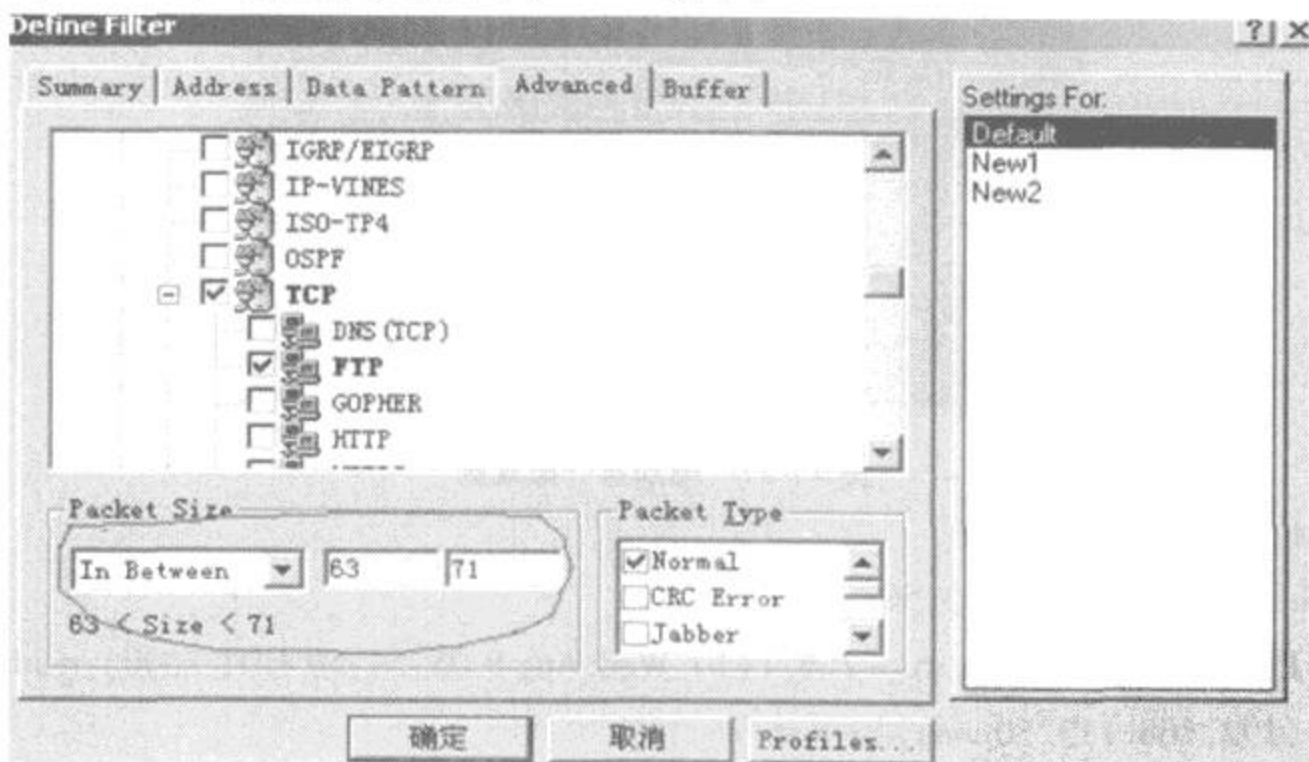 Define Filter
Summary
Address
Data Pattern
Advanced
Buffer
IGRP/EIGRP
IP-VINES
ISO-TP4
OSPF
TCP
DNS(TCP)
FTP
GOPHER
HTTP
Packet Size
In Between
63
71
63 < Size < 71
Packet Type
Normal
CRC Error
Jabber
Settings For:
Default
New1
New2
确定
取消
Profiles...